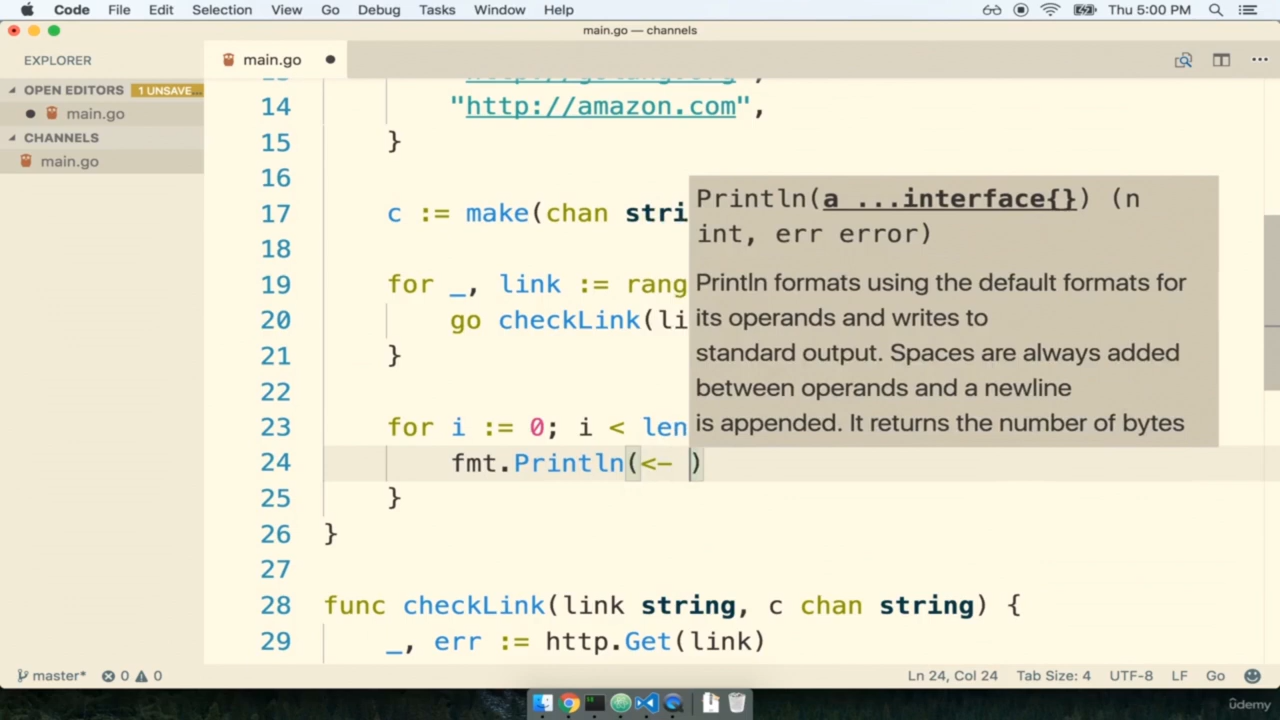 Code File Edit Selection View Go Debug Tasks Window Help Thu 5:00 PM
main.go — channels
EXPLORER
main.go
OPEN EDITORS 1 UNSAVE...
main.go
CHANNELS
main.go
14 "http://amazon.com",
15 }
16
17 c := make(chan stri
18
19 for _, link := rang
20 go checkLink(li
21 }
22
23 for i := 0; i < len
24 fmt.Println(<- )
25 }
26 }
27
28 func checkLink(link string, c chan string) {
29 _, err := http.Get(link)
Println(a ...interface{}) (n
int, err error)
Println formats using the default formats for
its operands and writes to
standard output. Spaces are always added
between operands and a newline
is appended. It returns the number of bytes
master* 0 0 Ln 24, Col 24 Tab Size: 4 UTF-8 LF Go
ûdemy